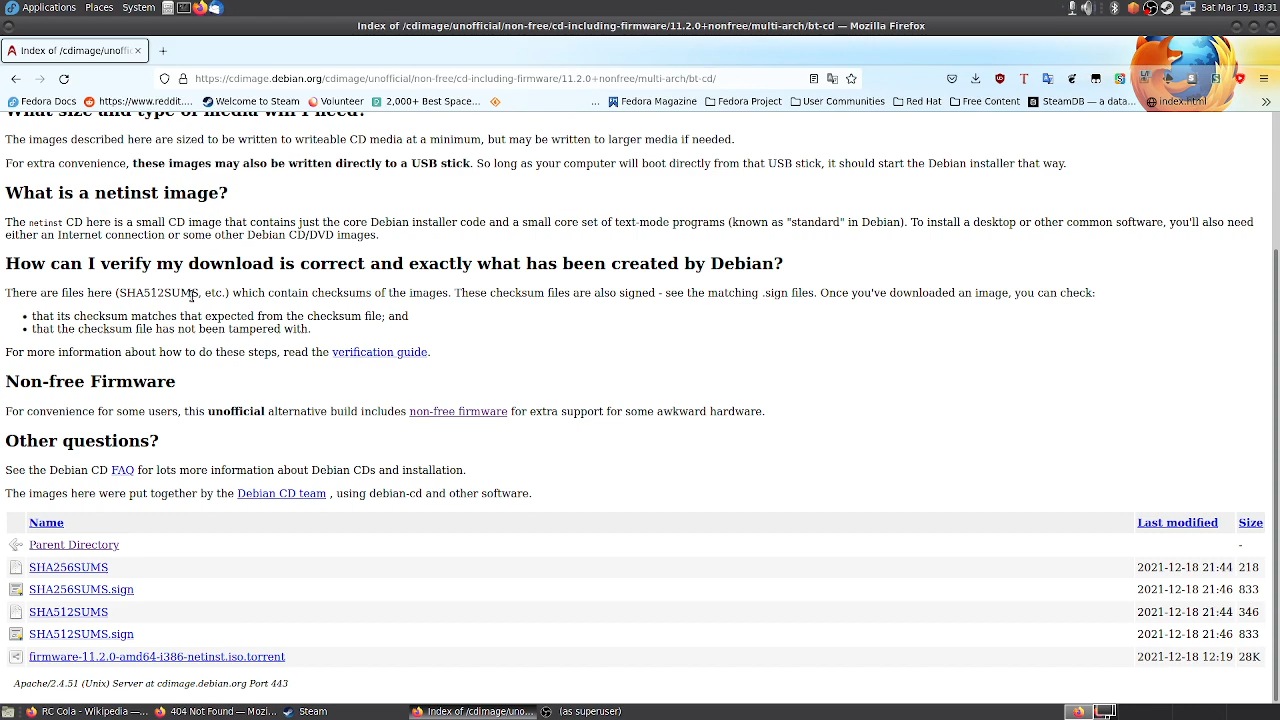 Applications Places System Sat Mar 19, 18:31
Index of /cdimage/unofficial/non-free/cd-including-firmware/11.2.0+nonfree/multi-arch/bt-cd — Mozilla Firefox
Index of /cdimage/unoffic
https://cdimage.debian.org/cdimage/unofficial/non-free/cd-including-firmware/11.2.0+nonfree/multi-arch/bt-cd/
Fedora Docs https://www.reddit.... Welcome to Steam Volunteer 2,000+ Best Space... ... Fedora Magazine Fedora Project User Communities Red Hat Free Content SteamDB — a data... index.html
What size and type of media will I need?
The images described here are sized to be written to writeable CD media at a minimum, but may be written to larger media if needed.
For extra convenience, these images may also be written directly to a USB stick. So long as your computer will boot directly from that USB stick, it should start the Debian installer that way.
What is a netinst image?
The netinst CD here is a small CD image that contains just the core Debian installer code and a small core set of text-mode programs (known as "standard" in Debian). To install a desktop or other common software, you'll also need
either an Internet connection or some other Debian CD/DVD images.
How can I verify my download is correct and exactly what has been created by Debian?
There are files here (SHA512SUMS, etc.) which contain checksums of the images. These checksum files are also signed - see the matching .sign files. Once you've downloaded an image, you can check:
• that its checksum matches that expected from the checksum file; and
• that the checksum file has not been tampered with.
For more information about how to do these steps, read the verification guide.
Non-free Firmware
For convenience for some users, this unofficial alternative build includes non-free firmware for extra support for some awkward hardware.
Other questions?
See the Debian CD FAQ for lots more information about Debian CDs and installation.
The images here were put together by the Debian CD team , using debian-cd and other software.
Name Last modified Size
Parent Directory -
SHA256SUMS 2021-12-18 21:44 218
SHA256SUMS.sign 2021-12-18 21:46 833
SHA512SUMS 2021-12-18 21:44 346
SHA512SUMS.sign 2021-12-18 21:46 833
firmware-11.2.0-amd64-i386-netinst.iso.torrent 2021-12-18 12:19 28K
Apache/2.4.51 (Unix) Server at cdimage.debian.org Port 443
RC Cola - Wikipedia —... 404 Not Found — Mozi... Steam Index of /cdimage/uno... (as superuser)